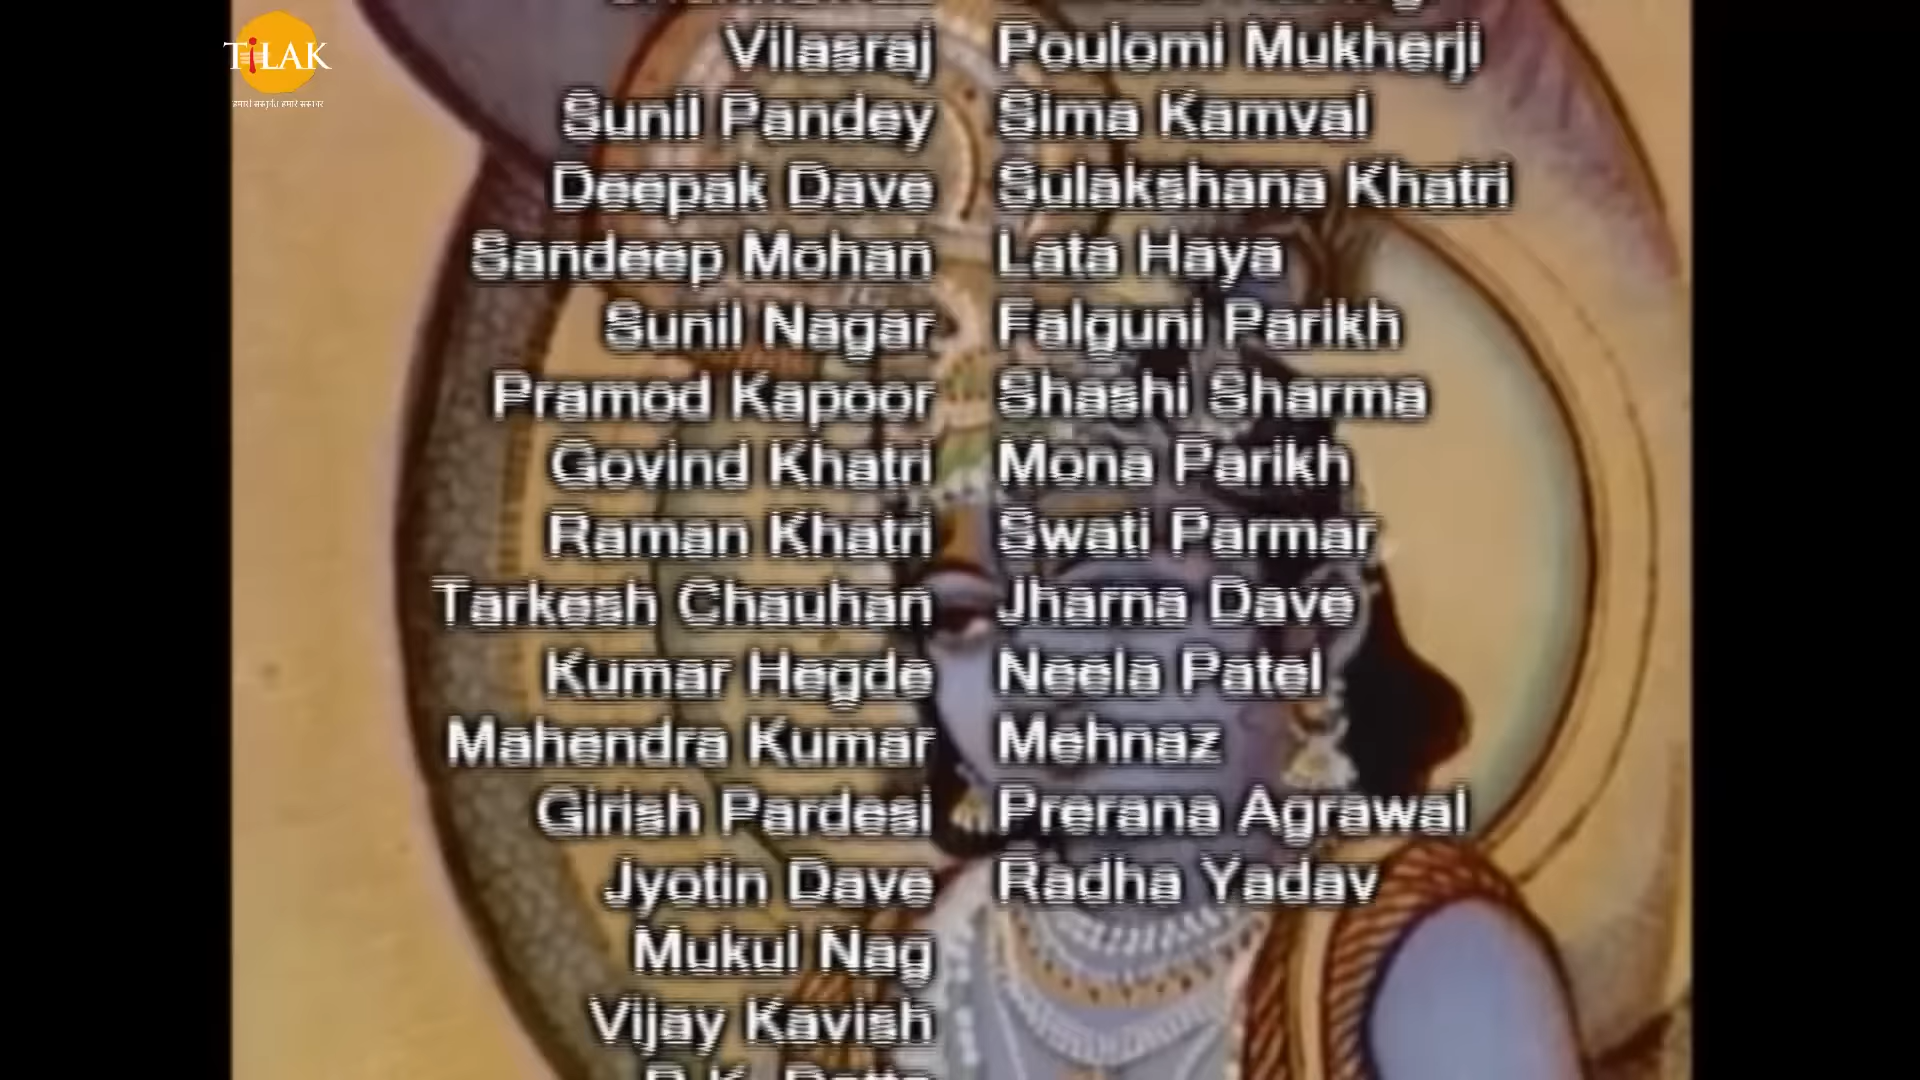 TiLAK
Vilasraj Poulomi Mukherji
Sunil Pandey Sima Kamval
Deepak Dave Sulakshana Khatri
Sandeep Mohan Lata Haya
Sunil Nagar Falguni Parikh
Pramod Kapoor Shashi Sharma
Govind Khatri Mona Parikh
Raman Khatri Swati Parmar
Tarkesh Chauhan Jharna Dave
Kumar Hegde Neela Patel
Mahendra Kumar Mehnaz
Girish Pardesi Prerana Agrawal
Jyotin Dave Radha Yadav
Mukul Nag
Vijay Kavish